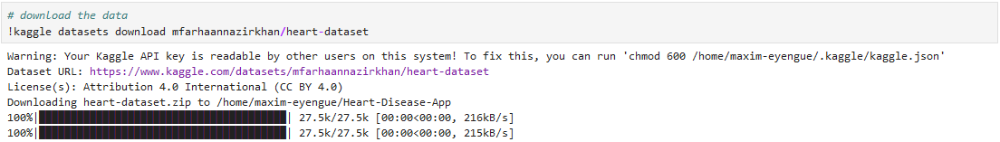 # download the data
!kaggle datasets download mfarhaannazirkhan/heart-dataset
Warning: Your Kaggle API key is readable by other users on this system! To fix this, you can run 'chmod 600 /home/maxim-eyengue/.kaggle/kaggle.json'
Dataset URL: https://www.kaggle.com/datasets/mfarhaannazirkhan/heart-dataset
License(s): Attribution 4.0 International (CC BY 4.0)
Downloading heart-dataset.zip to /home/maxim-eyengue/Heart-Disease-App
100%|██████████████████████████████████████| 27.5k/27.5k [00:00<00:00, 216kB/s]
100%|██████████████████████████████████████| 27.5k/27.5k [00:00<00:00, 215kB/s]